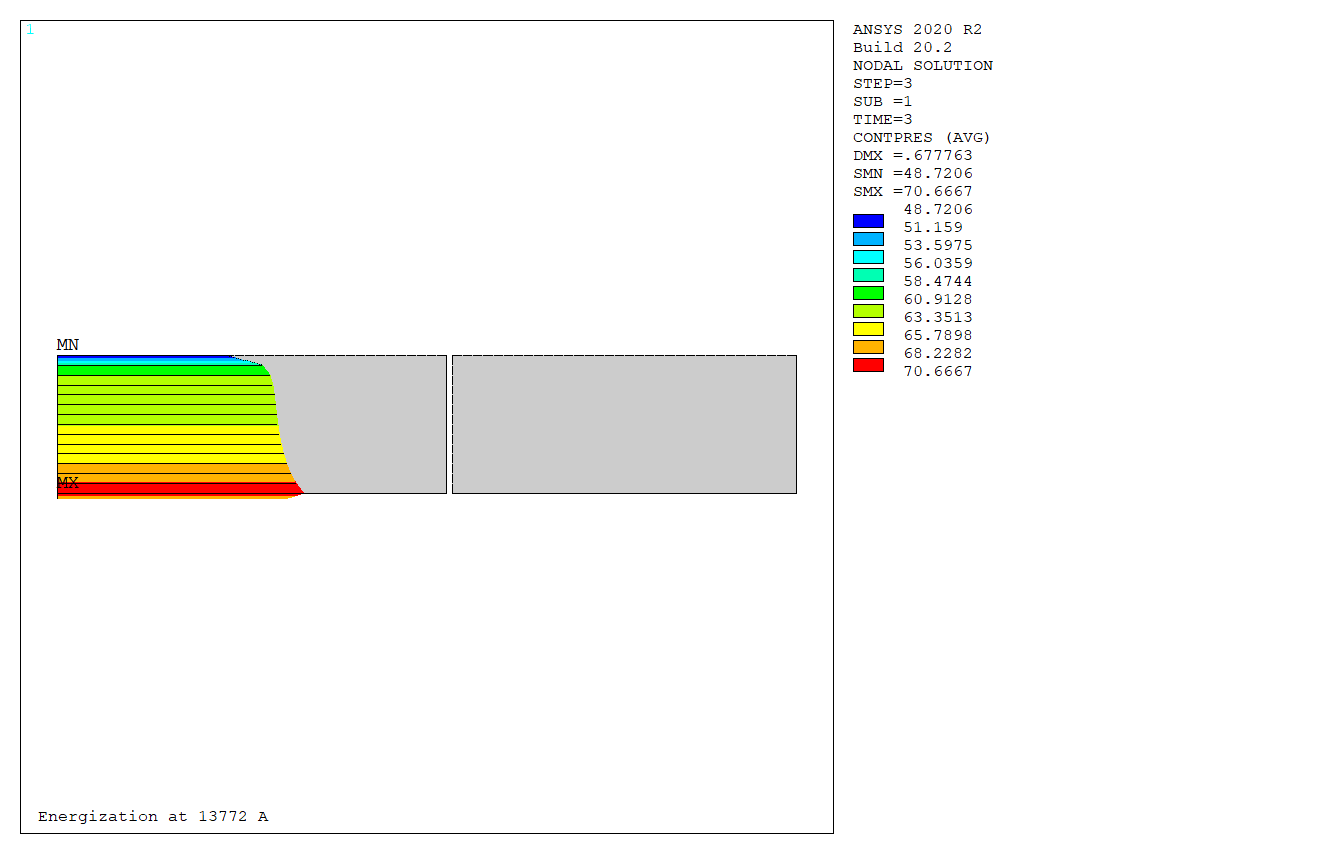 1
ANSYS 2020 R2
Build 20.2
NODAL SOLUTION
STEP=3
SUB =1
TIME=3
CONTPRES (AVG)
DMX =.677763
SMN =48.7206
SMX =70.6667
48.7206
51.159
53.5975
56.0359
58.4744
60.9128
63.3513
65.7898
68.2282
70.6667
MN
MX
Energization at 13772 A